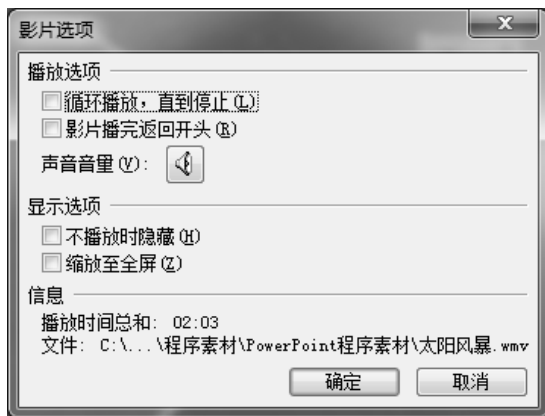 影片选项
播放选项
循环播放，直到停止(L)
影片播完返回开头(R)
声音音量(V):
显示选项
不播放时隐藏(H)
缩放至全屏(Z)
信息
播放时间总和: 02:03
文件: C:\...\程序素材\PowerPoint程序素材\太阳风暴.wmv
确定 取消